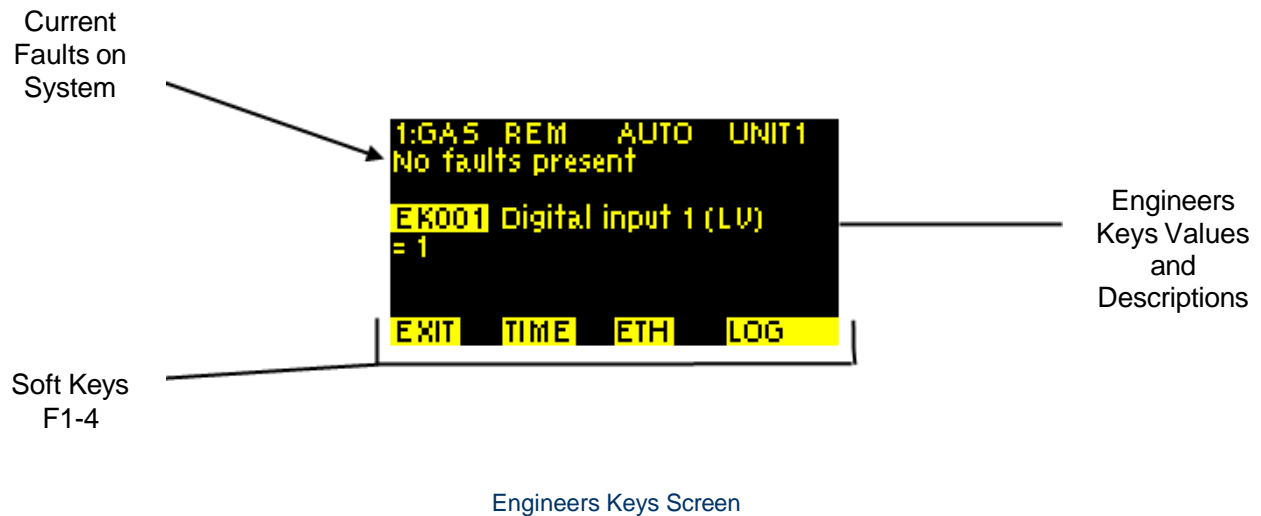 Current
Faults on
System
1:GAS REM AUTO UNIT1
No faults present
EK001 Digital input 1 (LV)
= 1
EXIT TIME ETH LOG
Engineers
Keys Values
and
Descriptions
Soft Keys
F1-4
Engineers Keys Screen